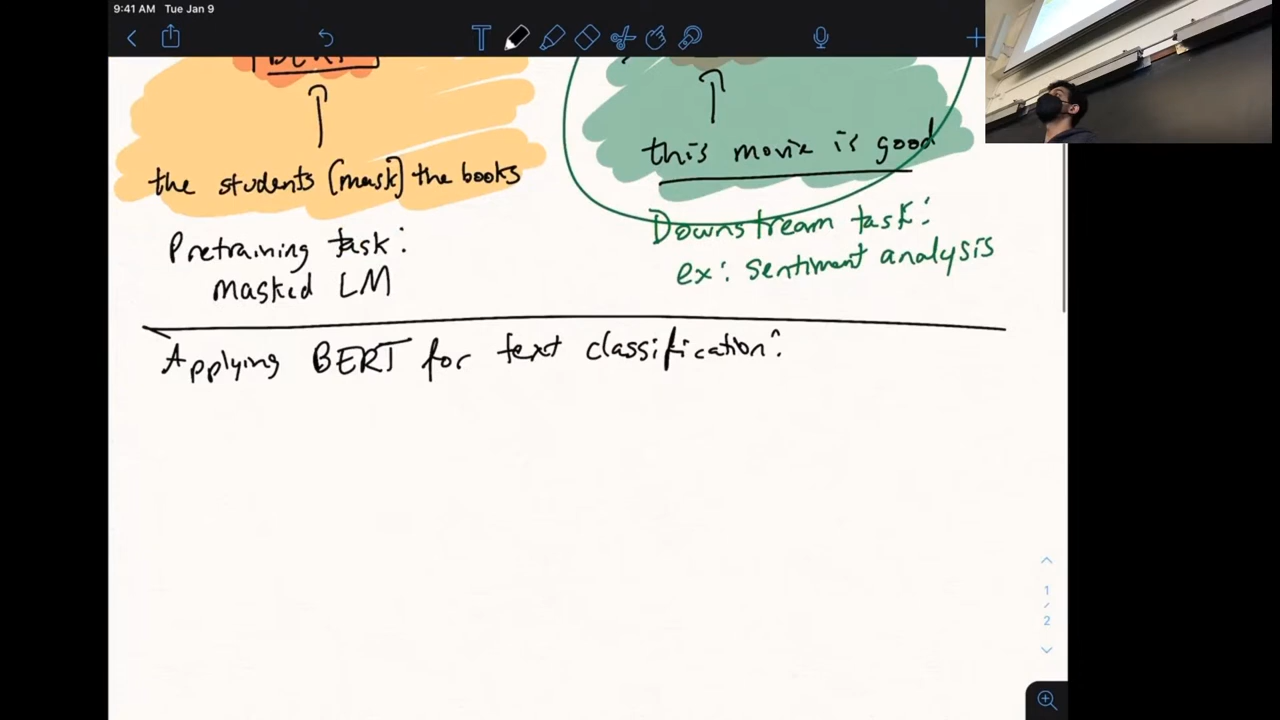 9:41 AM Tue Jan 9
BERT
the students [mask] the books
this movie is good
Pretraining task:
masked LM
Downstream task:
ex: sentiment analysis
Applying BERT for text classification:
T
1
/
2